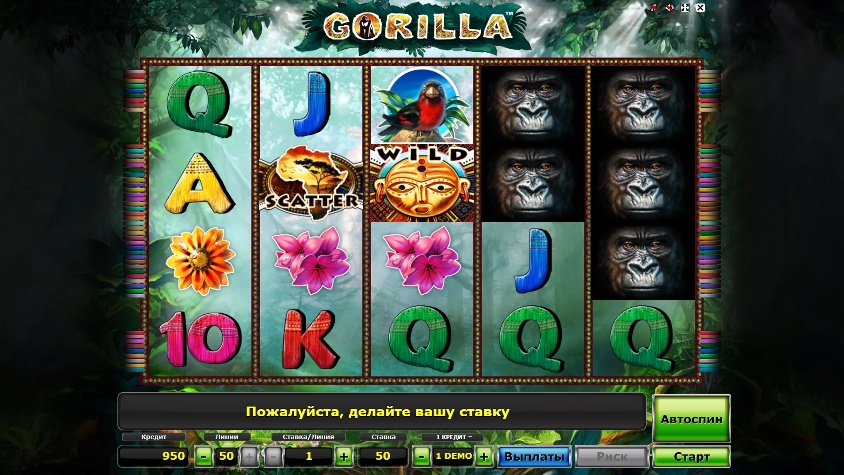 GORILLA™
Q J
WILD
A SCATTER
J
10 K Q Q Q
Пожалуйста, делайте вашу ставку
Автоспин
Кредит Линии Ставка/Линия Ставка 1 КРЕДИТ =
950 - 50 + - 1 + 50 - 1 DEMO + Выплаты Риск Старт